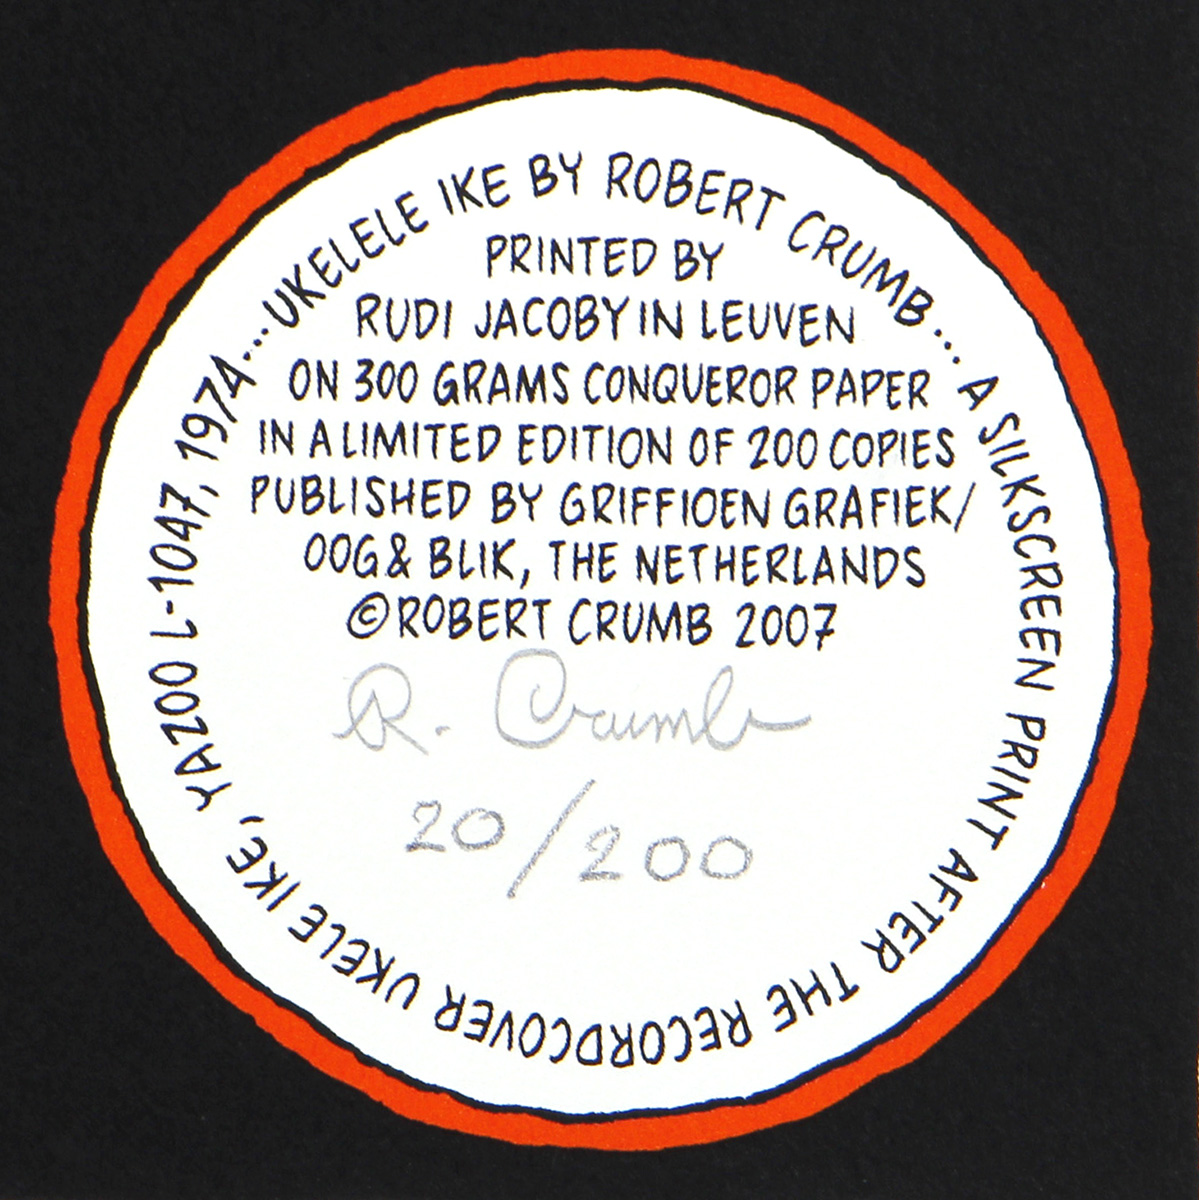 UKELELE IKE BY ROBERT CRUMB... A SILKSCREEN PRINT AFTER THE RECORDCOVER UKELE IKE, YAZOO L-1047, 1974...
PRINTED BY
RUDI JACOBY IN LEUVEN
ON 300 GRAMS CONQUEROR PAPER
IN A LIMITED EDITION OF 200 COPIES
PUBLISHED BY GRIFFIOEN GRAFIEK/
OOG & BLIK, THE NETHERLANDS
© ROBERT CRUMB 2007
R. Crumb
20/200